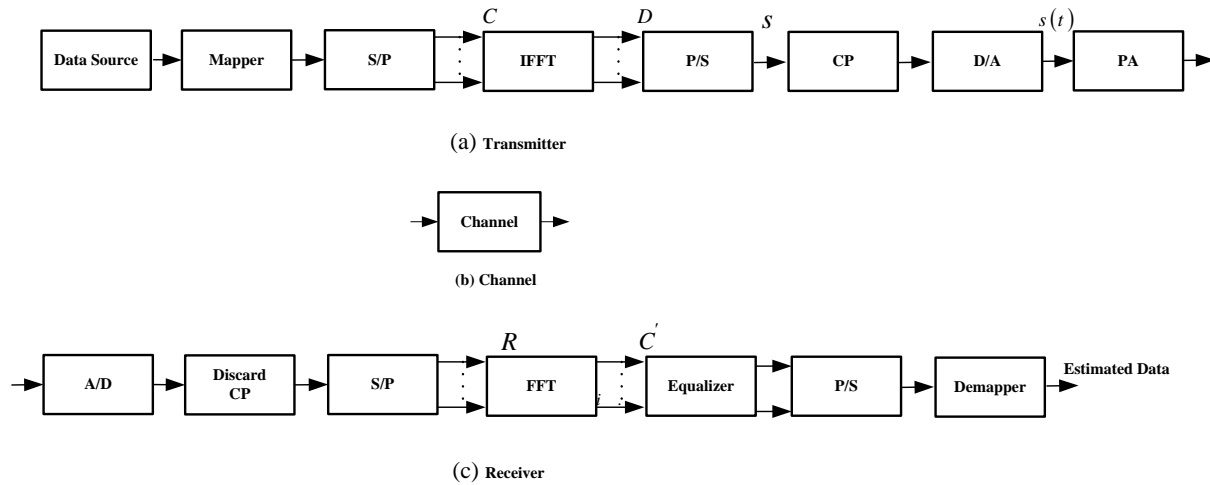 C D s s(t)
Data Source Mapper S/P IFFT P/S CP D/A PA
(a) Transmitter
Channel
(b) Channel
R C'
Estimated Data
A/D Discard CP S/P FFT i Equalizer P/S Demapper
(c) Receiver